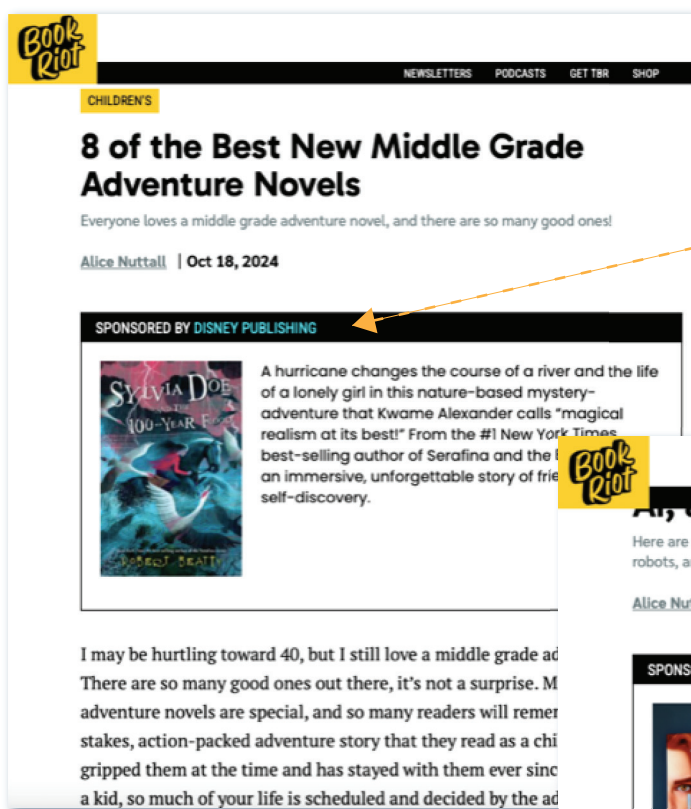 Book
Riot
NEWSLETTERS PODCASTS GET TBR SHOP
CHILDREN'S
8 of the Best New Middle Grade
Adventure Novels
Everyone loves a middle grade adventure novel, and there are so many good ones!
Alice Nuttall | Oct 18, 2024
SPONSORED BY DISNEY PUBLISHING
SYLVIA DOE
AND THE
100-YEAR
ROBERT BEATTY
A hurricane changes the course of a river and the life
of a lonely girl in this nature-based mystery-
adventure that Kwame Alexander calls “magical
realism at its best!” From the #1 New York Times
best-selling author of Serafina and the
an immersive, unforgettable story of
self-discovery.
I may be hurtling toward 40, but I still love a middle grade
There are so many good ones out there, it’s not a surprise.
adventure novels are special, and so many readers will
stakes, action-packed adventure story that they read as a
gripped them at the time and has stayed with them ever
a kid, so much of your life is scheduled and decided by the
Book
Riot
AI,
Here are
robots,
Alice